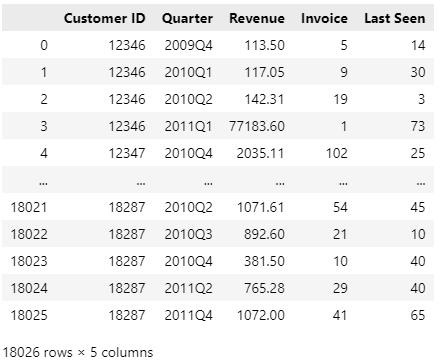 Customer ID Quarter Revenue Invoice Last Seen
0 12346 2009Q4 113.50 5 14
1 12346 2010Q1 117.05 9 30
2 12346 2010Q2 142.31 19 3
3 12346 2011Q1 77183.60 1 73
4 12347 2010Q4 2035.11 102 25
... ... ... ... ... ...
18021 18287 2010Q2 1071.61 54 45
18022 18287 2010Q3 892.60 21 10
18023 18287 2010Q4 381.50 10 40
18024 18287 2011Q2 765.28 29 40
18025 18287 2011Q4 1072.00 41 65
18026 rows × 5 columns